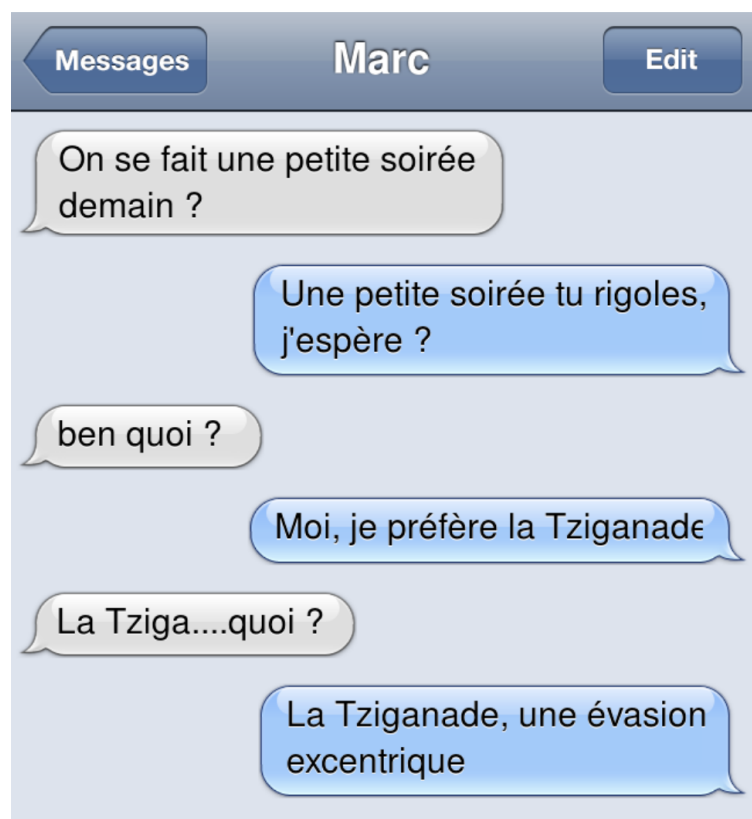 Messages
Marc
Edit
On se fait une petite soirée
demain ?
Une petite soirée tu rigoles,
j'espère ?
ben quoi ?
Moi, je préfère la Tziganade
La Tziga....quoi ?
La Tziganade, une évasion
excentrique